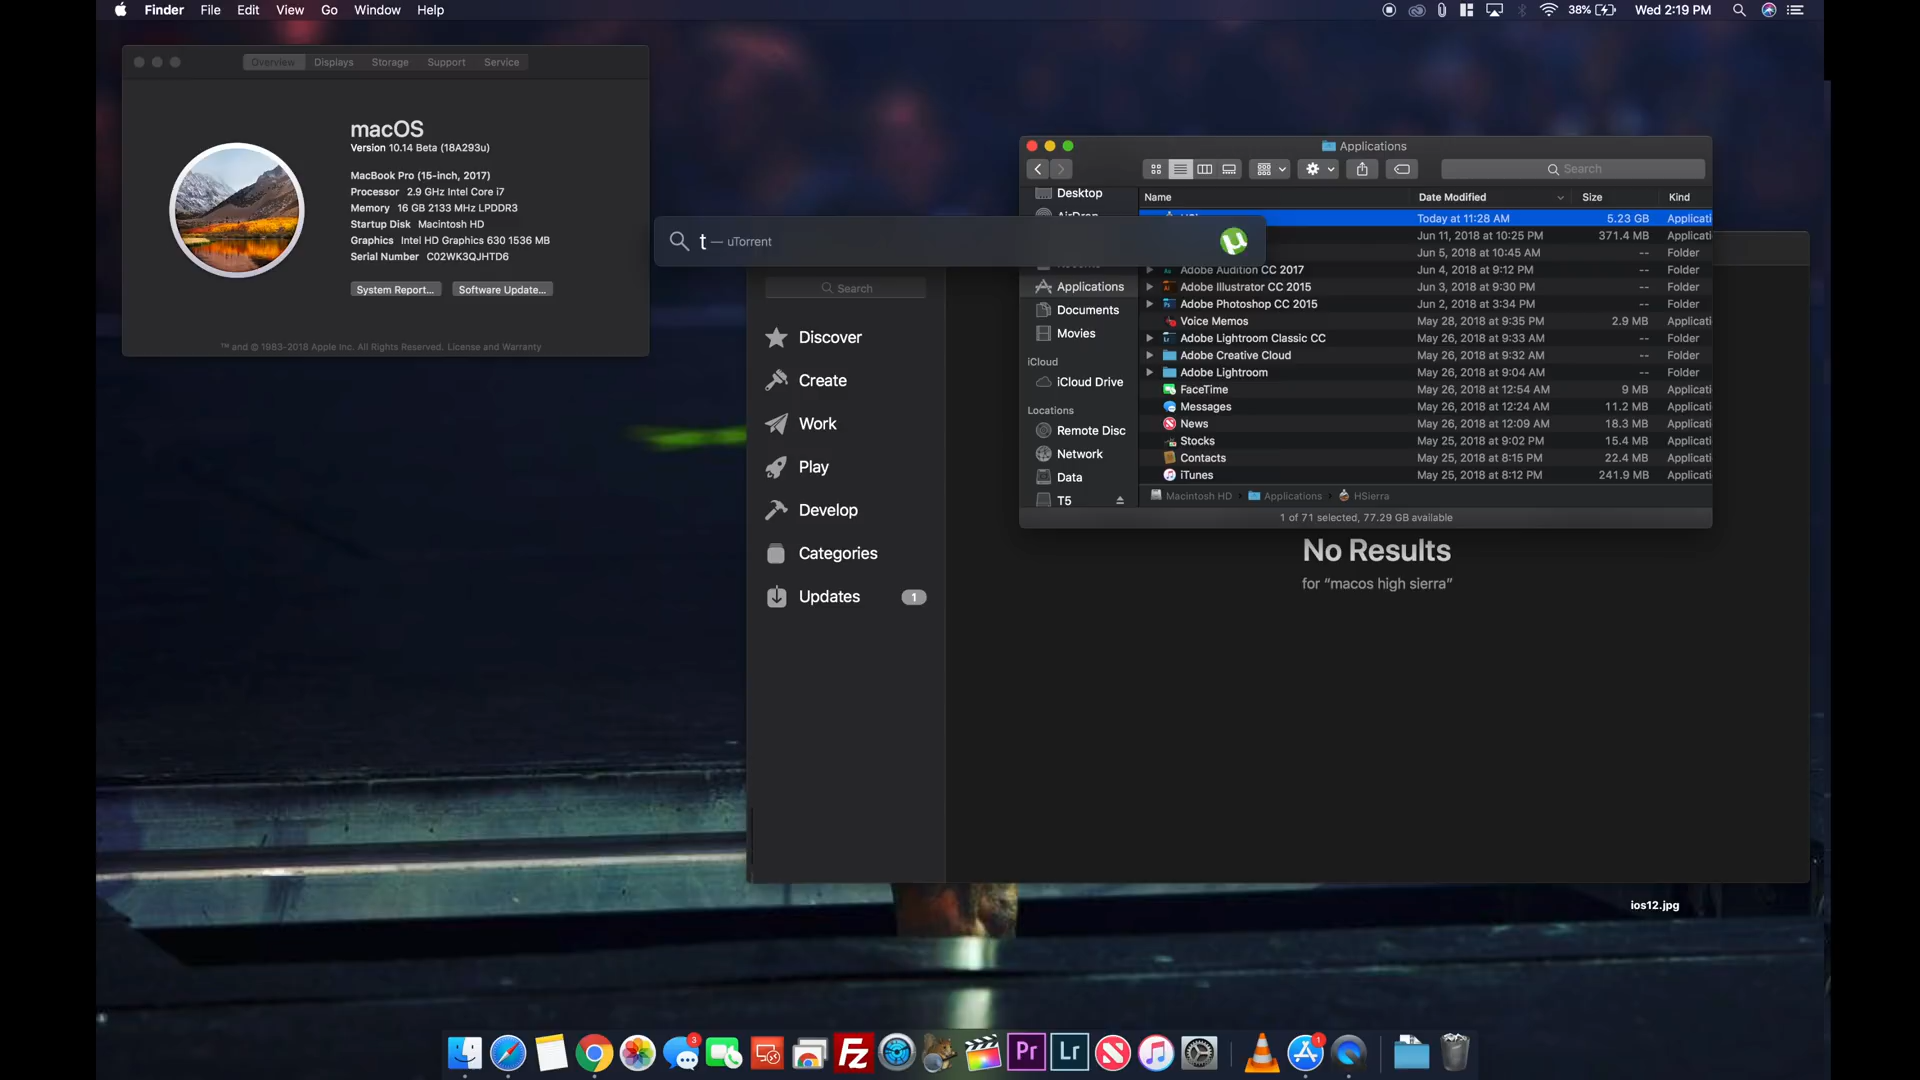 Finder File Edit View Go Window Help
38% Wed 2:19 PM
Overview Displays Storage Support Service
macOS
Version 10.14 Beta (18A293u)
MacBook Pro (15-inch, 2017)
Processor 2.9 GHz Intel Core i7
Memory 16 GB 2133 MHz LPDDR3
Startup Disk Macintosh HD
Graphics Intel HD Graphics 630 1536 MB
Serial Number C02WK3QJHTD6
System Report... Software Update...
™ and © 1983-2018 Apple Inc. All Rights Reserved. License and Warranty
t — uTorrent
Search
Discover
Create
Work
Play
Develop
Categories
Updates 1
Applications
Search
Desktop
AirDrop
Applications
Documents
Movies
iCloud
iCloud Drive
Locations
Remote Disc
Network
Data
T5
Name Date Modified Size Kind
Today at 11:28 AM 5.23 GB Applicati
Jun 11, 2018 at 10:25 PM 371.4 MB Applicati
Jun 5, 2018 at 10:45 AM -- Folder
Adobe Audition CC 2017 Jun 4, 2018 at 9:12 PM -- Folder
Adobe Illustrator CC 2015 Jun 3, 2018 at 9:30 PM -- Folder
Adobe Photoshop CC 2015 Jun 2, 2018 at 3:34 PM -- Folder
Voice Memos May 28, 2018 at 9:35 PM 2.9 MB Applicati
Adobe Lightroom Classic CC May 26, 2018 at 9:33 AM -- Folder
Adobe Creative Cloud May 26, 2018 at 9:32 AM -- Folder
Adobe Lightroom May 26, 2018 at 9:04 AM -- Folder
FaceTime May 26, 2018 at 12:54 AM 9 MB Applicati
Messages May 26, 2018 at 12:24 AM 11.2 MB Applicati
News May 26, 2018 at 12:09 AM 18.3 MB Applicati
Stocks May 25, 2018 at 9:02 PM 15.4 MB Applicati
Contacts May 25, 2018 at 8:15 PM 22.4 MB Applicati
iTunes May 25, 2018 at 8:12 PM 241.9 MB Applicati
Macintosh HD Applications HSierra
1 of 71 selected, 77.29 GB available
No Results
for “macos high sierra”
ios12.jpg
3 Fz Pr Lr 1